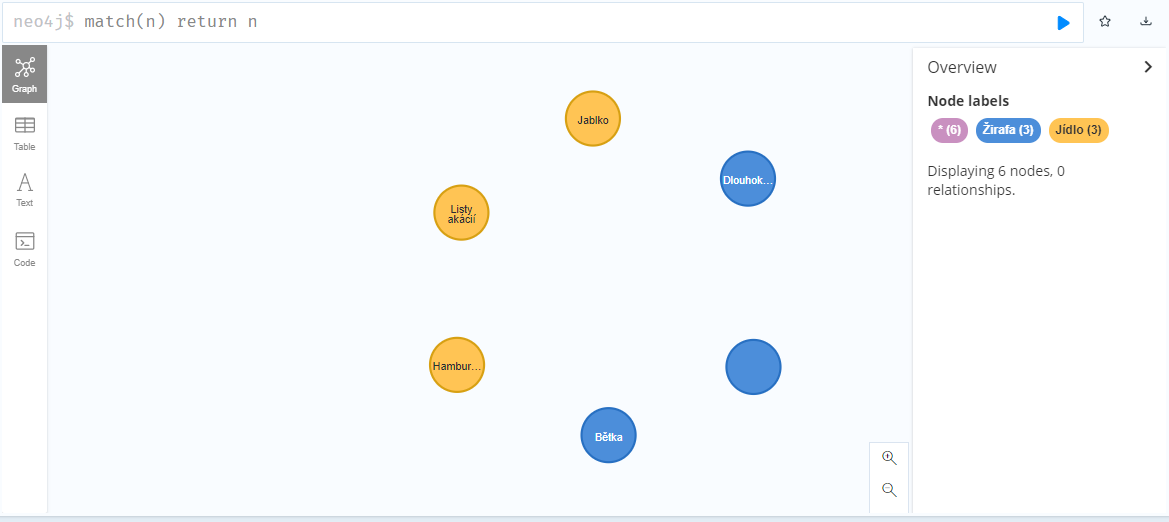 neo4j$ match(n) return n
Graph
Table
Text
Code
Jablko
Dlouhok...
Listy
akácií
Hambur...
Bětka
Overview
Node labels
* (6) Žirafa (3) Jídlo (3)
Displaying 6 nodes, 0
relationships.